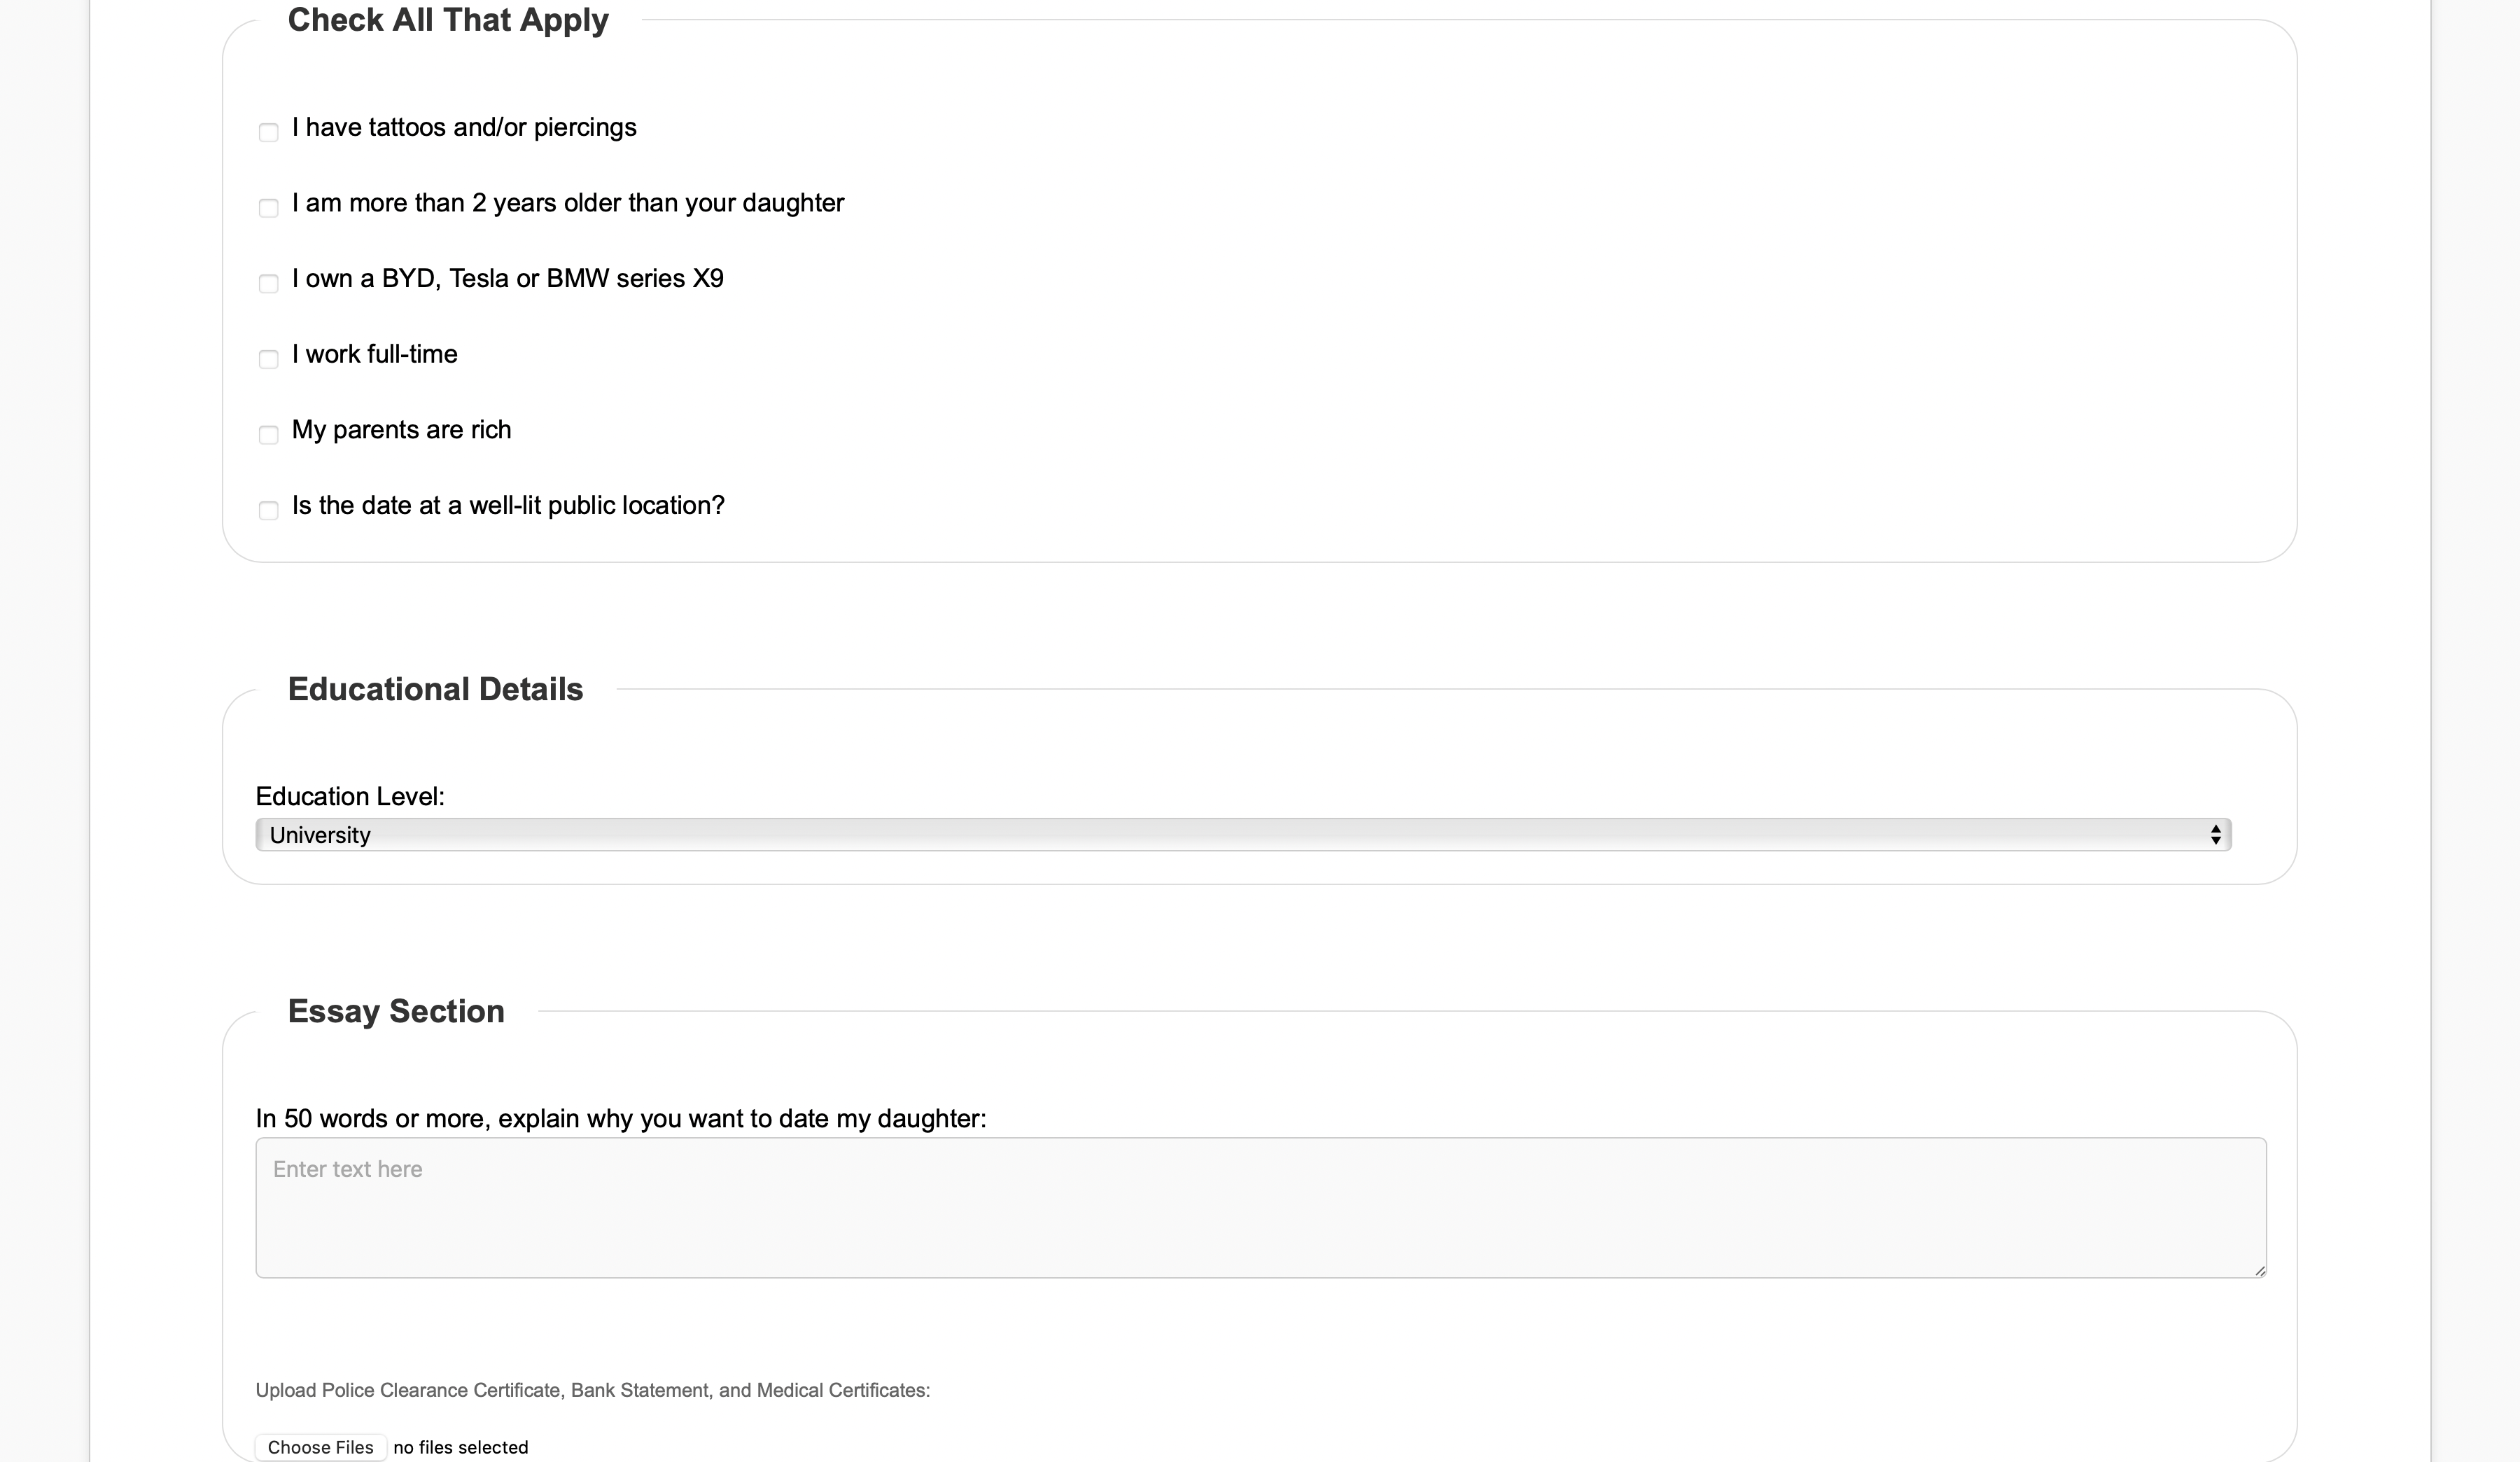 Check All That Apply
I have tattoos and/or piercings
I am more than 2 years older than your daughter
I own a BYD, Tesla or BMW series X9
I work full-time
My parents are rich
Is the date at a well-lit public location?
Educational Details
Education Level:
University
Essay Section
In 50 words or more, explain why you want to date my daughter:
Enter text here
Upload Police Clearance Certificate, Bank Statement, and Medical Certificates:
Choose Files no files selected